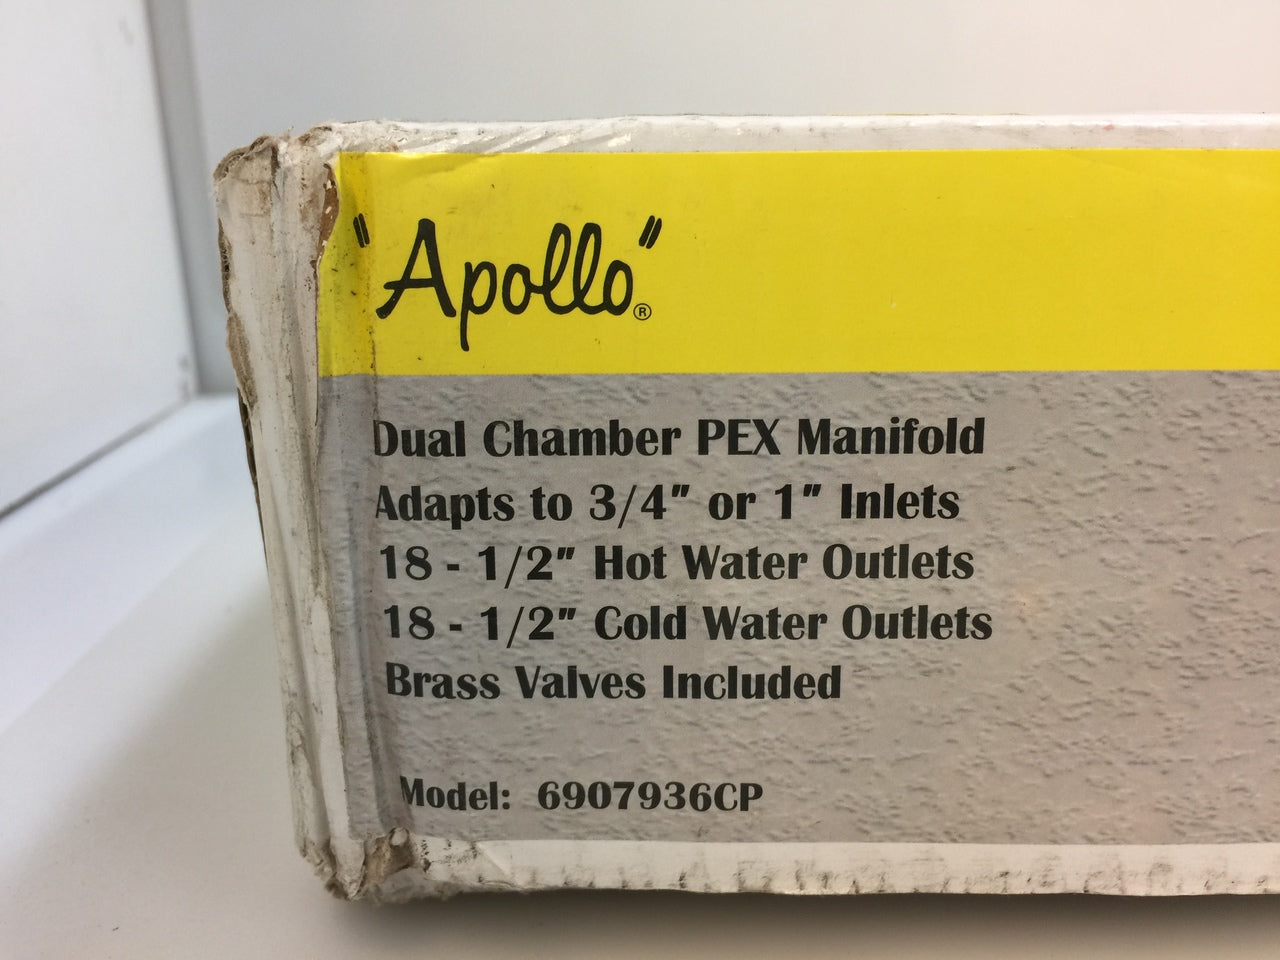 "Apollo"®
Dual Chamber PEX Manifold
Adapts to 3/4" or 1" Inlets
18 - 1/2" Hot Water Outlets
18 - 1/2" Cold Water Outlets
Brass Valves Included
Model: 6907936CP